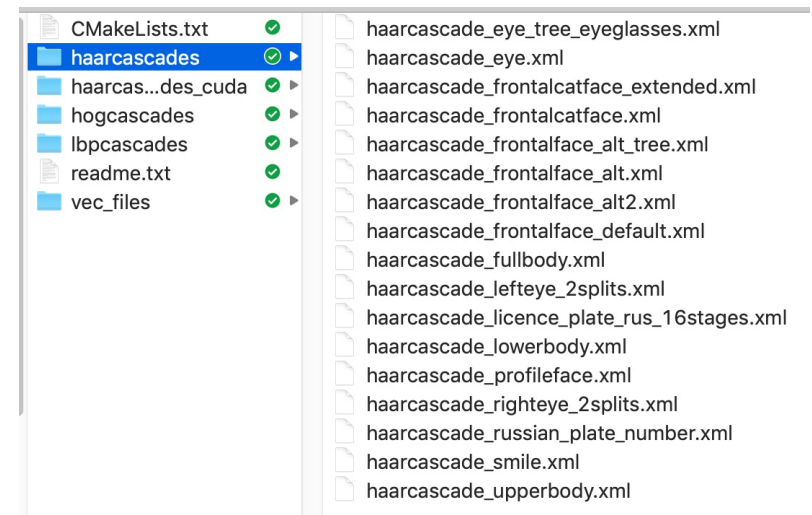 CMakeLists.txt
haarcascades
haarcas...des_cuda
hogcascades
lbpcascades
readme.txt
vec_files
haarcascade_eye_tree_eyeglasses.xml
haarcascade_eye.xml
haarcascade_frontalcatface_extended.xml
haarcascade_frontalcatface.xml
haarcascade_frontalface_alt_tree.xml
haarcascade_frontalface_alt.xml
haarcascade_frontalface_alt2.xml
haarcascade_frontalface_default.xml
haarcascade_fullbody.xml
haarcascade_lefteye_2splits.xml
haarcascade_licence_plate_rus_16stages.xml
haarcascade_lowerbody.xml
haarcascade_profileface.xml
haarcascade_righteye_2splits.xml
haarcascade_russian_plate_number.xml
haarcascade_smile.xml
haarcascade_upperbody.xml